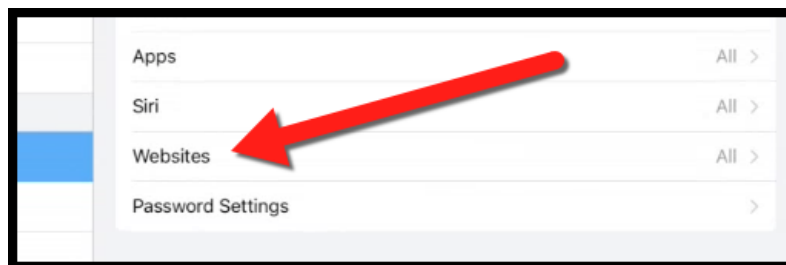 Apps All >
Siri All >
Websites All >
Password Settings >